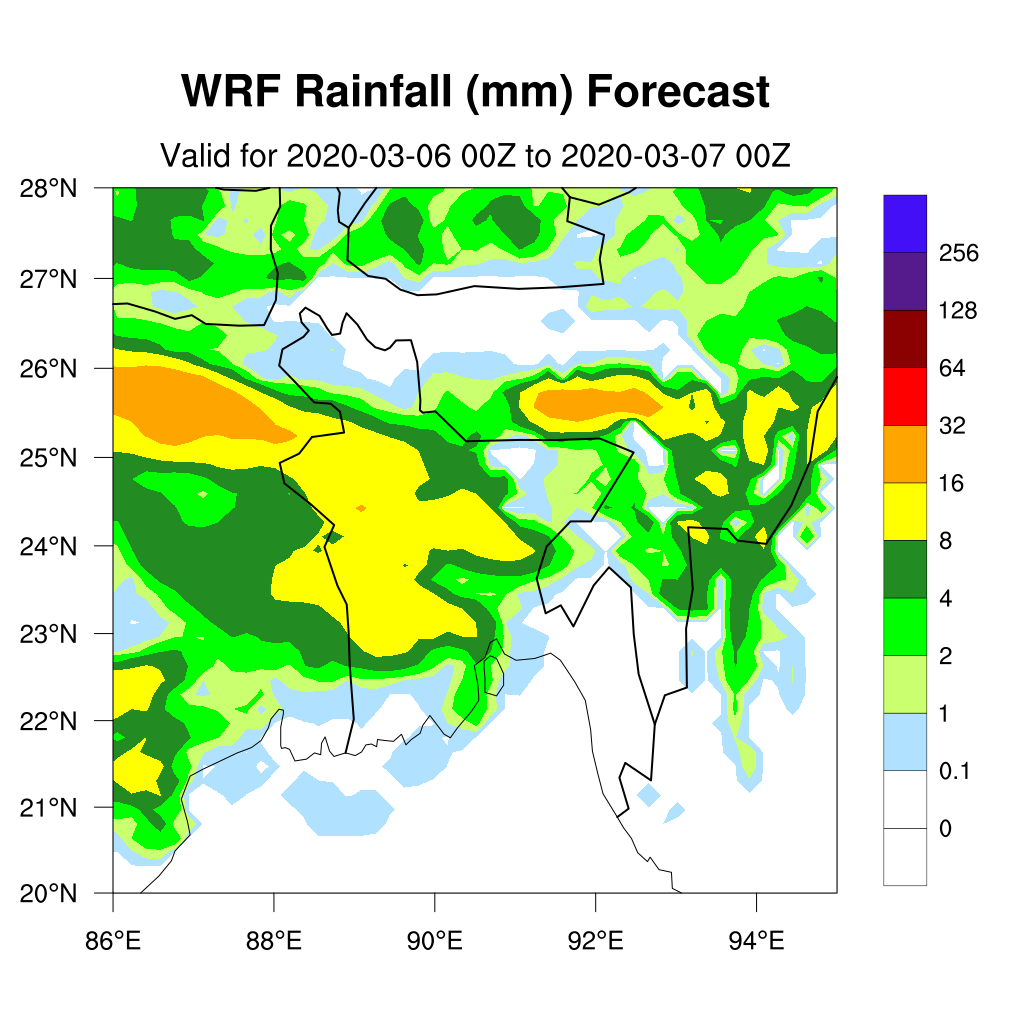 WRF Rainfall (mm) Forecast
Valid for 2020-03-06 00Z to 2020-03-07 00Z
28°N
27°N
26°N
25°N
24°N
23°N
22°N
21°N
20°N
86°E
88°E
90°E
92°E
94°E
256
128
64
32
16
8
4
2
1
0.1
0